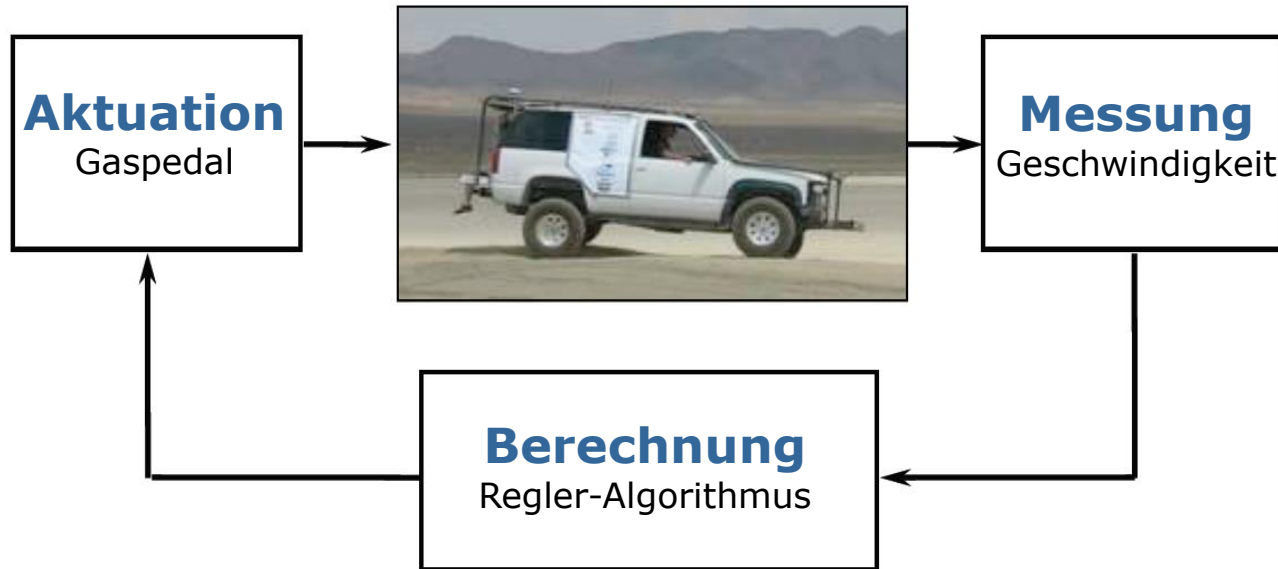 Aktuation
Gaspedal
Messung
Geschwindigkeit
Berechnung
Regler-Algorithmus